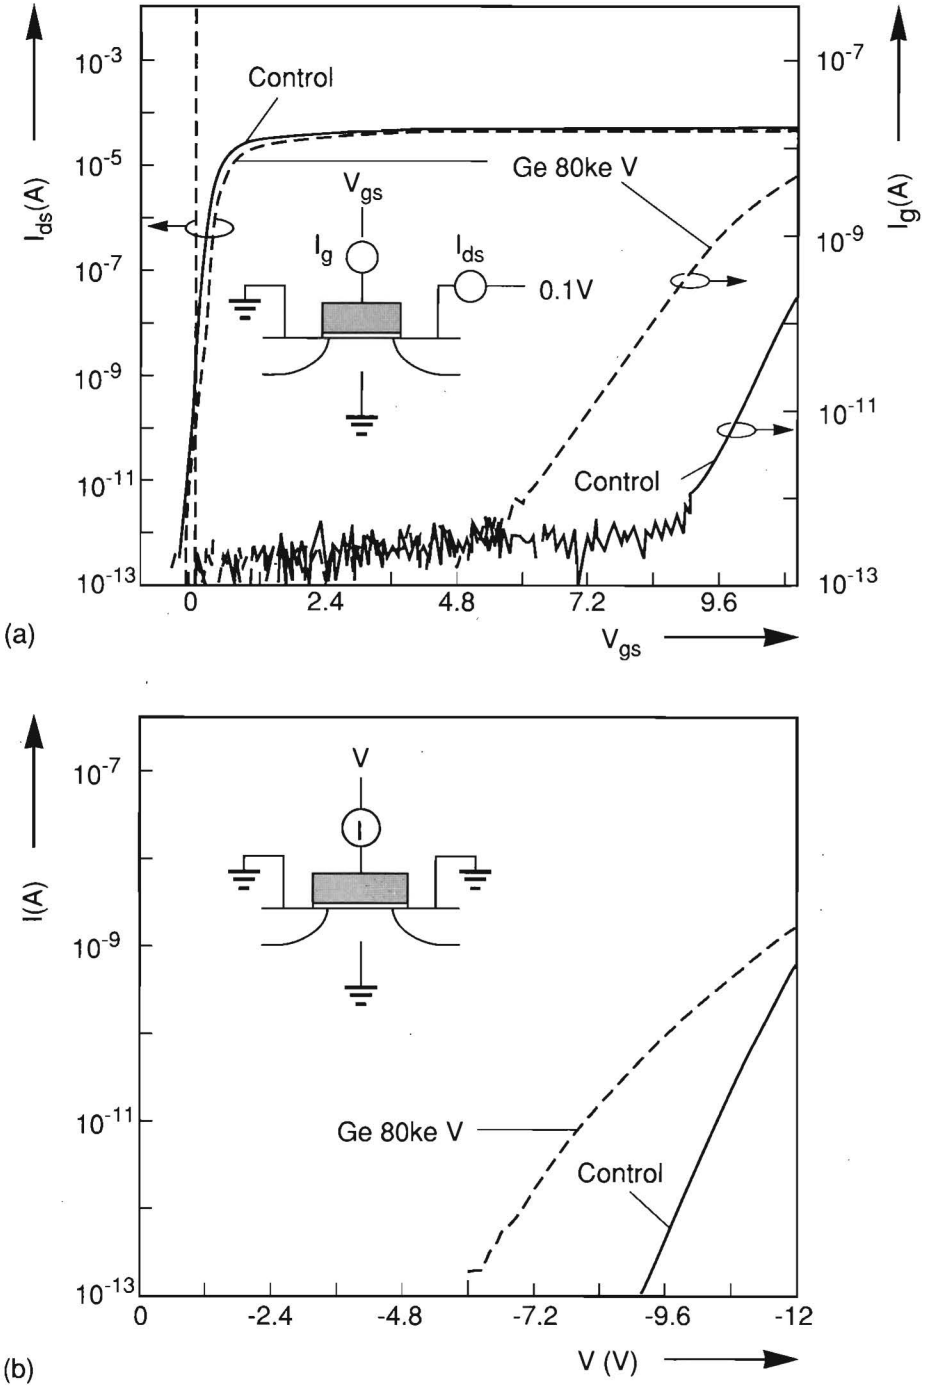 I_ds(A)
10^-3
10^-5
10^-7
10^-9
10^-11
10^-13
Control
Ge 80ke V
V_gs
I_g
I_ds
0.1V
Control
10^-7
10^-9
10^-11
10^-13
I_g(A)
0 2.4 4.8 7.2 9.6
V_gs
(a)
I(A)
10^-7
10^-9
10^-11
10^-13
V
I
Ge 80ke V
Control
0 -2.4 -4.8 -7.2 -9.6 -12
V (V)
(b)